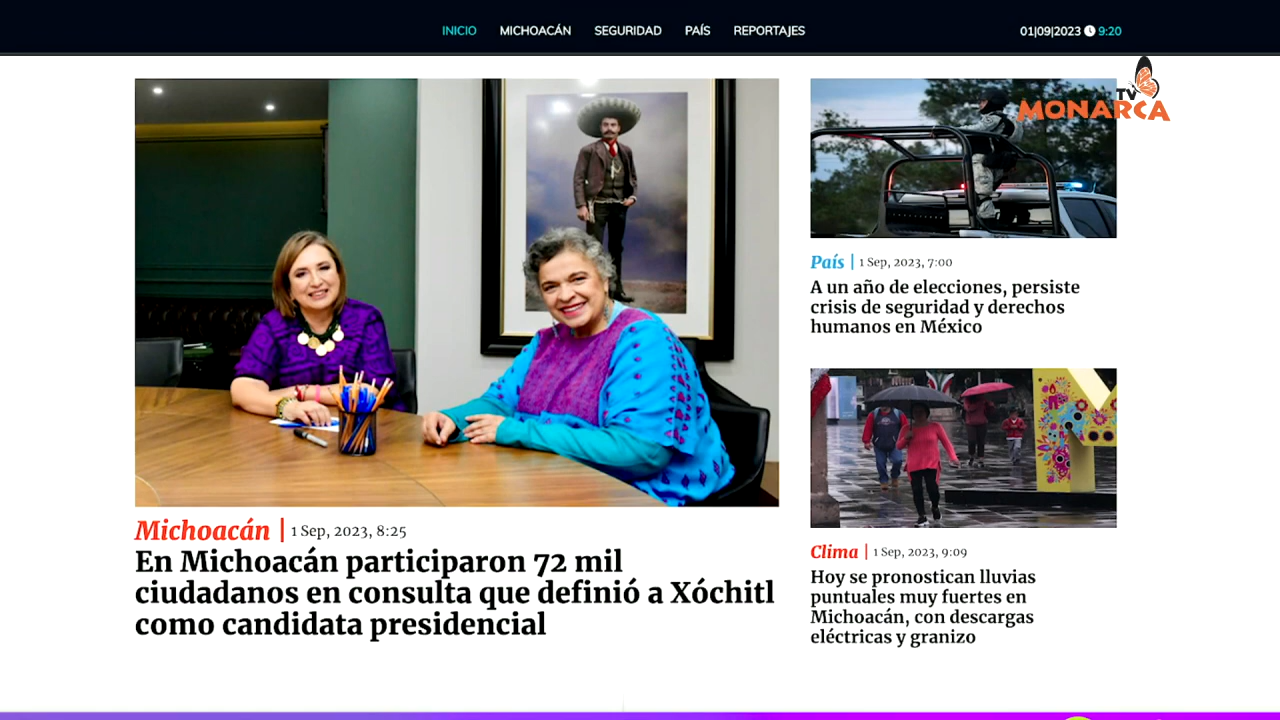 INICIO MICHOACÁN SEGURIDAD PAÍS REPORTAJES 01|09|2023 9:20
TV
MONARCA
Michoacán | 1 Sep, 2023, 8:25
En Michoacán participaron 72 mil
ciudadanos en consulta que definió a Xóchitl
como candidata presidencial
País | 1 Sep, 2023, 7:00
A un año de elecciones, persiste
crisis de seguridad y derechos
humanos en México
Clima | 1 Sep, 2023, 9:09
Hoy se pronostican lluvias
puntuales muy fuertes en
Michoacán, con descargas
eléctricas y granizo